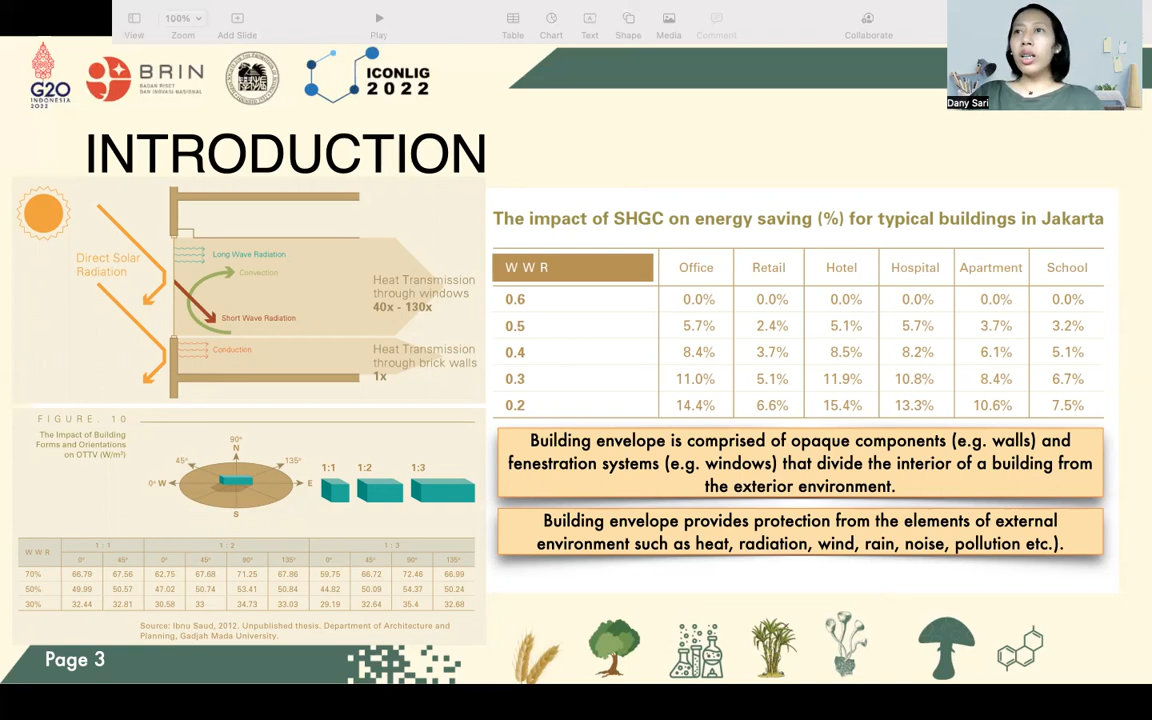 View
100%
Zoom
Add Slide
Play
Table
Chart
Text
Shape
Media
Comment
Collaborate
Dany Sari
G20
INDONESIA
2022
BRIN
BADAN RISET
DAN INOVASI NASIONAL
ICONLIG
2022
INTRODUCTION
Direct Solar
Radiation
Long Wave Radiation
Convection
Short Wave Radiation
Conduction
Heat Transmission
through windows
40x - 130x
Heat Transmission
through brick walls
1x
FIGURE. 10
The Impact of Building
Forms and Orientations
on OTTV (W/m²)
90°
N
45°
135°
0° W
E
S
1:1 1:2 1:3
WWR 1 : 1 1 : 2 1 : 3
0° 45° 0° 45° 90° 135° 0° 45° 90° 135°
70% 66.79 67.56 62.75 67.68 71.25 67.86 59.75 66.72 72.46 66.99
50% 49.99 50.57 47.02 50.74 53.41 50.84 44.82 50.09 54.37 50.24
30% 32.44 32.81 30.58 33 34.73 33.03 29.19 32.64 35.4 32.68
Source: Ibnu Saud, 2012. Unpublished thesis. Department of Architecture and
Planning, Gadjah Mada University.
The impact of SHGC on energy saving (%) for typical buildings in Jakarta
WWR Office Retail Hotel Hospital Apartment School
0.6 0.0% 0.0% 0.0% 0.0% 0.0% 0.0%
0.5 5.7% 2.4% 5.1% 5.7% 3.7% 3.2%
0.4 8.4% 3.7% 8.5% 8.2% 6.1% 5.1%
0.3 11.0% 5.1% 11.9% 10.8% 8.4% 6.7%
0.2 14.4% 6.6% 15.4% 13.3% 10.6% 7.5%
Building envelope is comprised of opaque components (e.g. walls) and
fenestration systems (e.g. windows) that divide the interior of a building from
the exterior environment.
Building envelope provides protection from the elements of external
environment such as heat, radiation, wind, rain, noise, pollution etc.).
Page 3